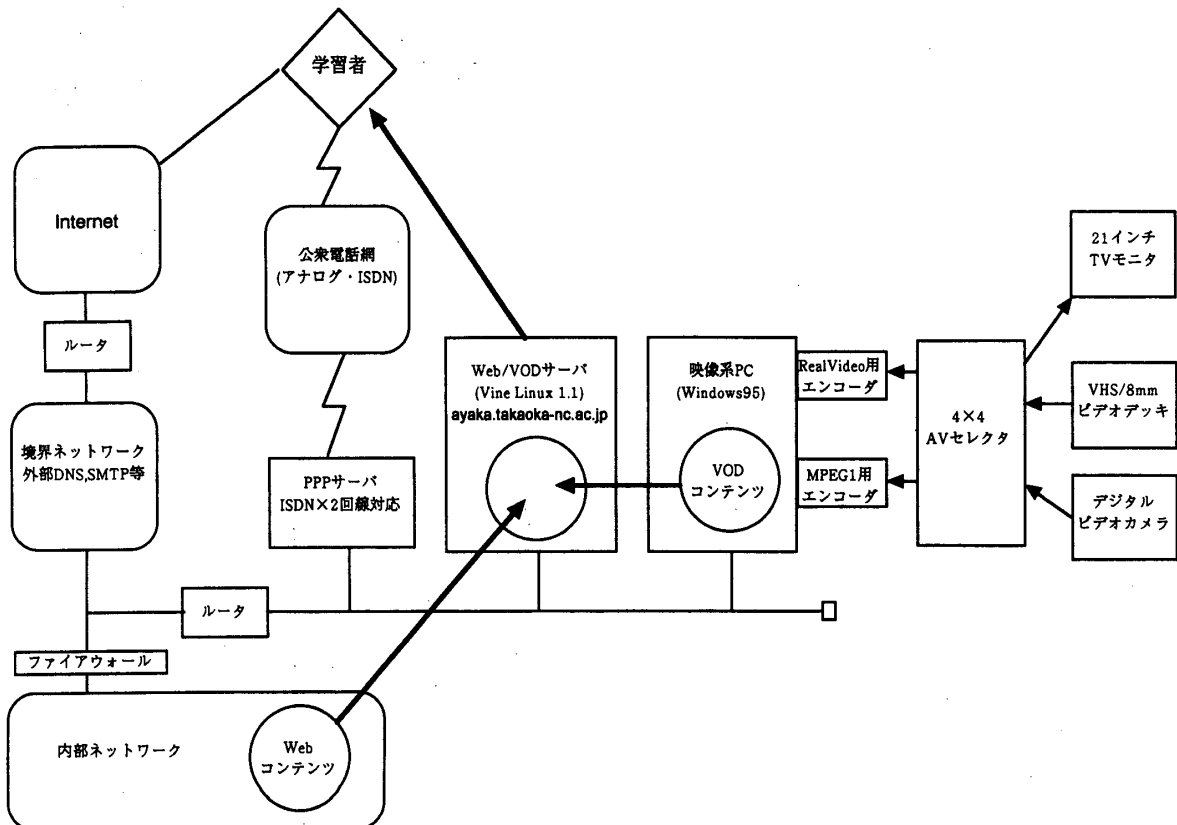 学習者
Internet
公衆電話網
(アナログ・ISDN)
21インチ
TVモニタ
ルータ
Web/VODサーバ
(Vine Linux 1.1)
ayaka.takaoka-nc.ac.jp
映像系PC
(Windows95)
RealVideo用
エンコーダ
4×4
AVセレクタ
VHS/8mm
ビデオデッキ
境界ネットワーク
外部DNS,SMTP等
PPPサーバ
ISDN×2回線対応
VOD
コンテンツ
MPEG1用
エンコーダ
デジタル
ビデオカメラ
ルータ
ファイアウォール
内部ネットワーク
Web
コンテンツ